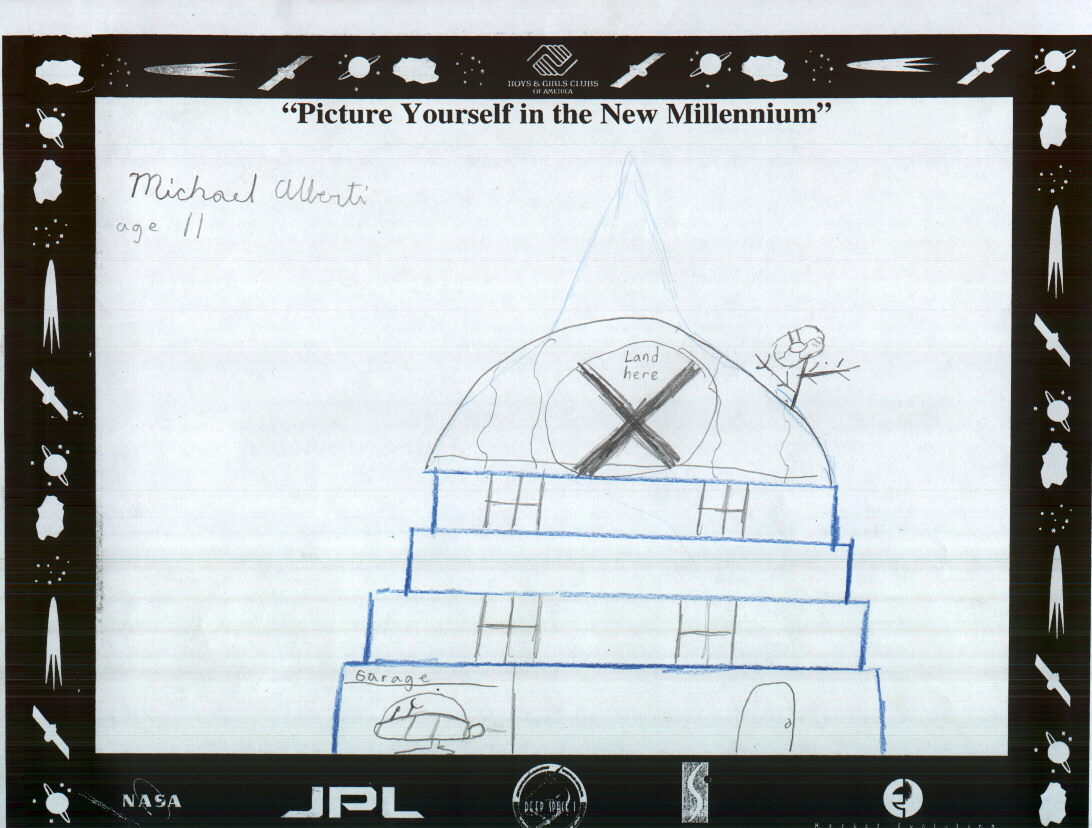 BOYS & GIRLS CLUBS
OF AMERICA
“Picture Yourself in the New Millennium”
Michael Alberti
age 11
Land
here
Garage
NASA
JPL
DEEP SPACE 1